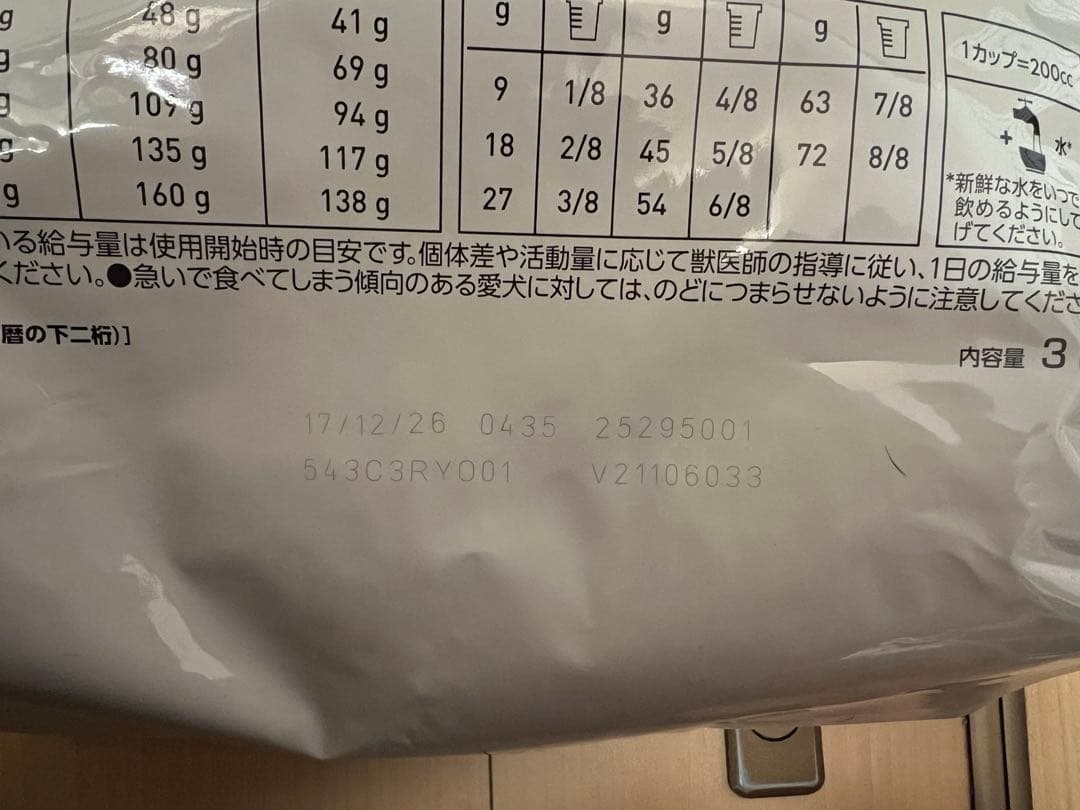 g 48 g 41 g
g 80 g 69 g
g 109 g 94 g
g 135 g 117 g
g 160 g 138 g
g g g
9 1/8 36 4/8 63 7/8
18 2/8 45 5/8 72 8/8
27 3/8 54 6/8
1カップ=200cc
+ 水*
*新鮮な水をいつで
飲めるようにして
げてください。
いる給与量は使用開始時の目安です。個体差や活動量に応じて獣医師の指導に従い、1日の給与量を
ください。●急いで食べてしまう傾向のある愛犬に対しては、のどにつまらせないように注意してくださ
暦の下二桁)]
内容量 3
17/12/26 0435 25295001
543C3RY001 V21106033